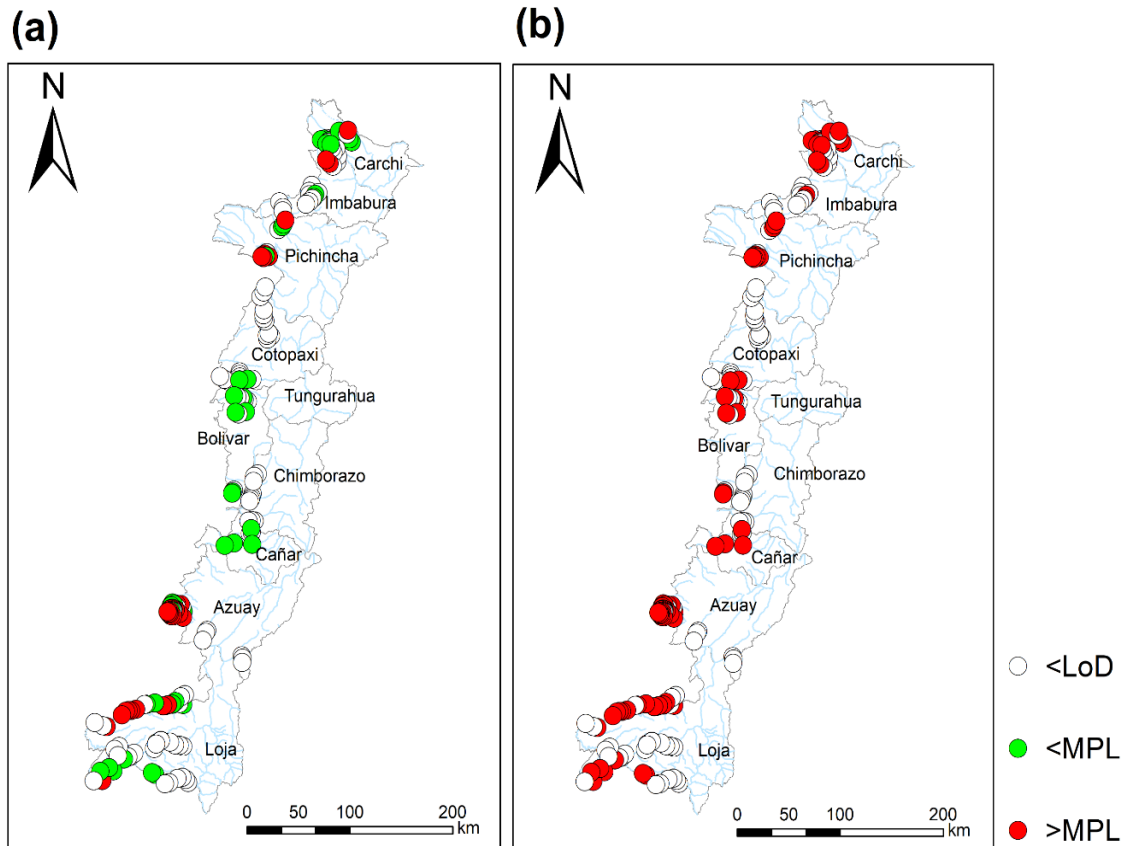 (a)
N
Carchi
Imbabura
Pichincha
Cotopaxi
Tungurahua
Bolivar
Chimborazo
Cañar
Azuay
Loja
0 50 100 200
km
(b)
N
Carchi
Imbabura
Pichincha
Cotopaxi
Tungurahua
Bolivar
Chimborazo
Cañar
Azuay
Loja
0 50 100 200
km
<LoD
<MPL
>MPL